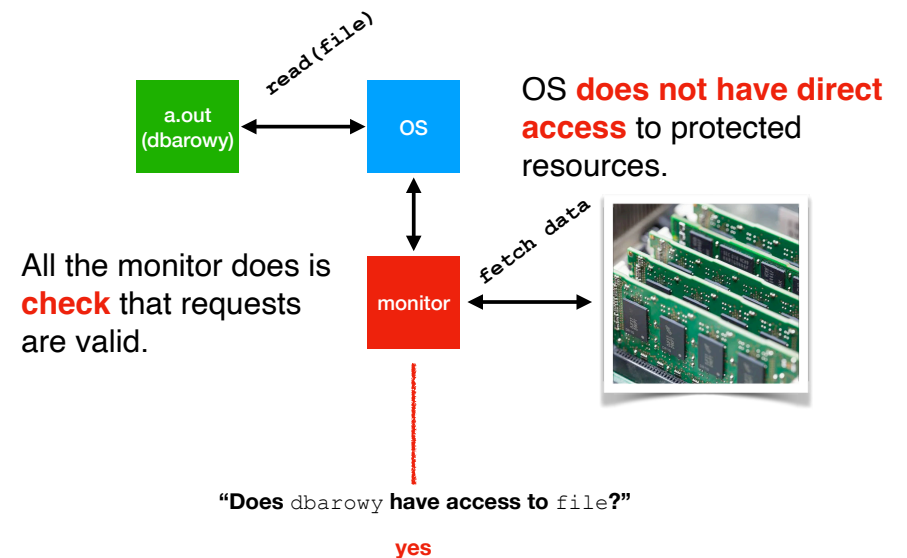 read(file)
a.out
(dbarowy)
OS
OS does not have direct
access to protected
resources.
fetch data
All the monitor does is
check that requests
are valid.
monitor
“Does dbarowy have access to file?”
yes